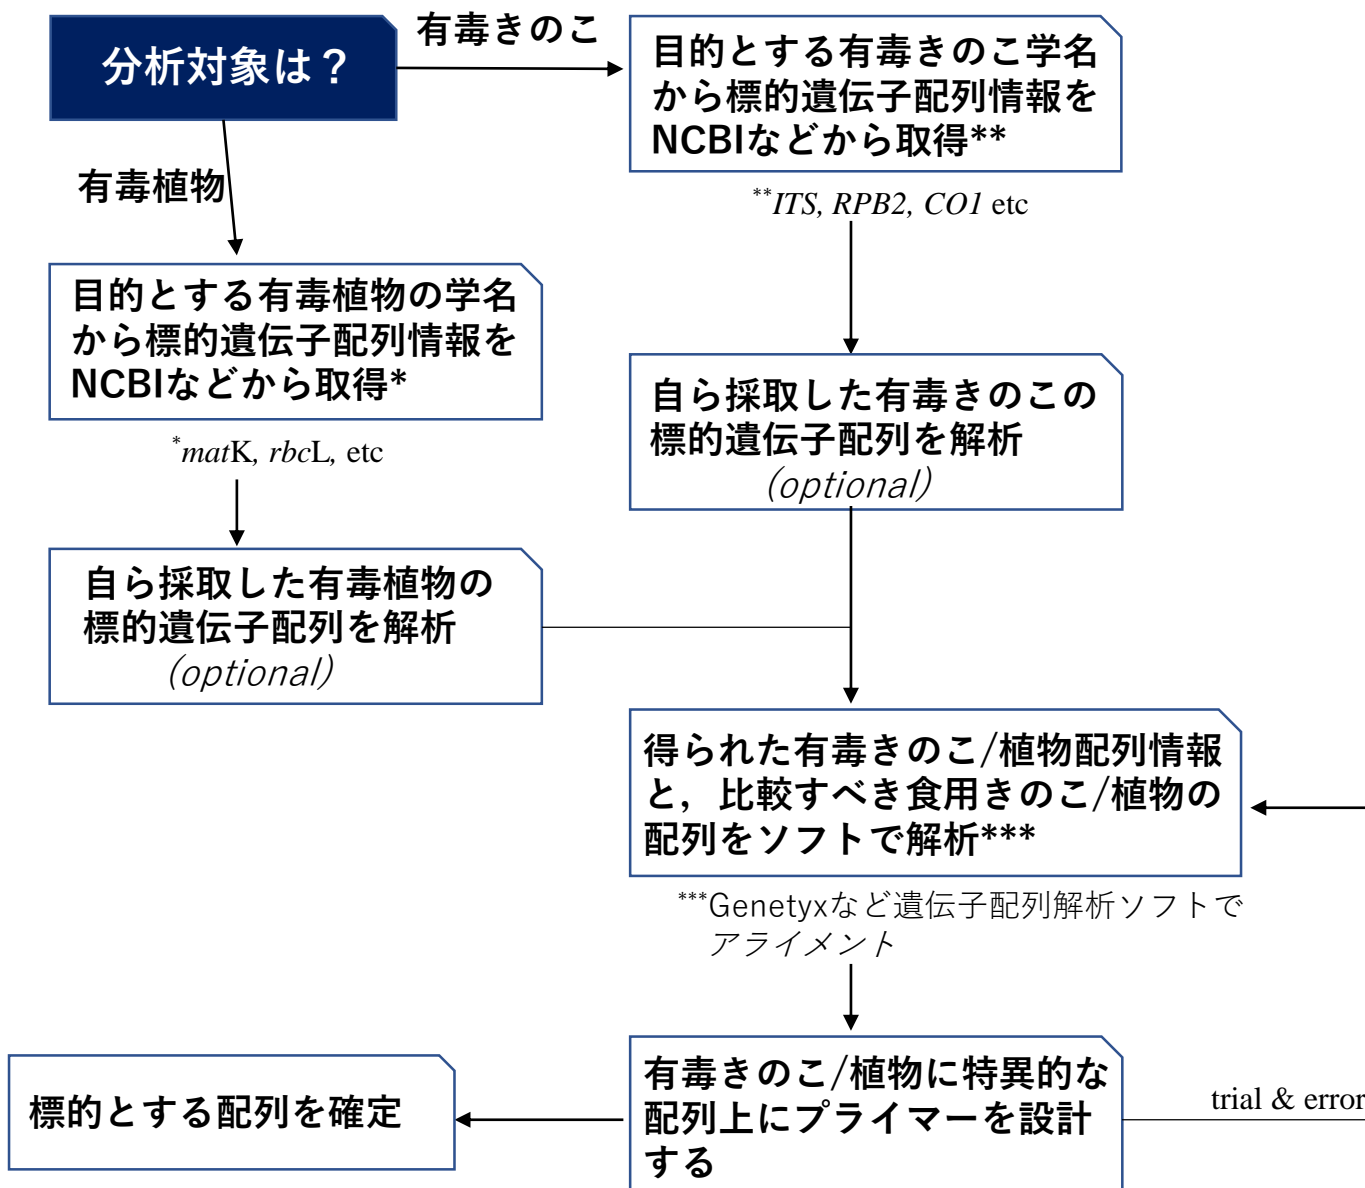 分析対象は？
有毒きのこ
目的とする有毒きのこ学名
から標的遺伝子配列情報を
NCBIなどから取得**
**ITS, RPB2, CO1 etc
有毒植物
目的とする有毒植物の学名
から標的遺伝子配列情報を
NCBIなどから取得*
*matK, rbcL, etc
自ら採取した有毒きのこの
標的遺伝子配列を解析
(optional)
自ら採取した有毒植物の
標的遺伝子配列を解析
(optional)
得られた有毒きのこ/植物配列情報
と，比較すべき食用きのこ/植物の
配列をソフトで解析***
***Genetyxなど遺伝子配列解析ソフトで
アライメント
有毒きのこ/植物に特異的な
配列上にプライマーを設計
する
trial & error
標的とする配列を確定